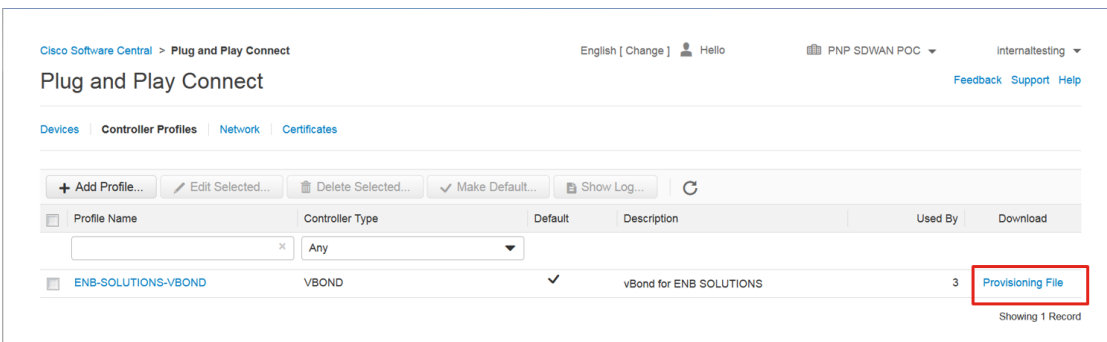 Cisco Software Central > Plug and Play Connect English [ Change ] Hello PNP SDWAN POC internaltesting
Plug and Play Connect
Feedback Support Help
Devices Controller Profiles Network Certificates
+ Add Profile... Edit Selected... Delete Selected... Make Default... Show Log...
Profile Name Controller Type Default Description Used By Download
× Any
ENB-SOLUTIONS-VBOND VBOND vBond for ENB SOLUTIONS 3 Provisioning File
Showing 1 Record